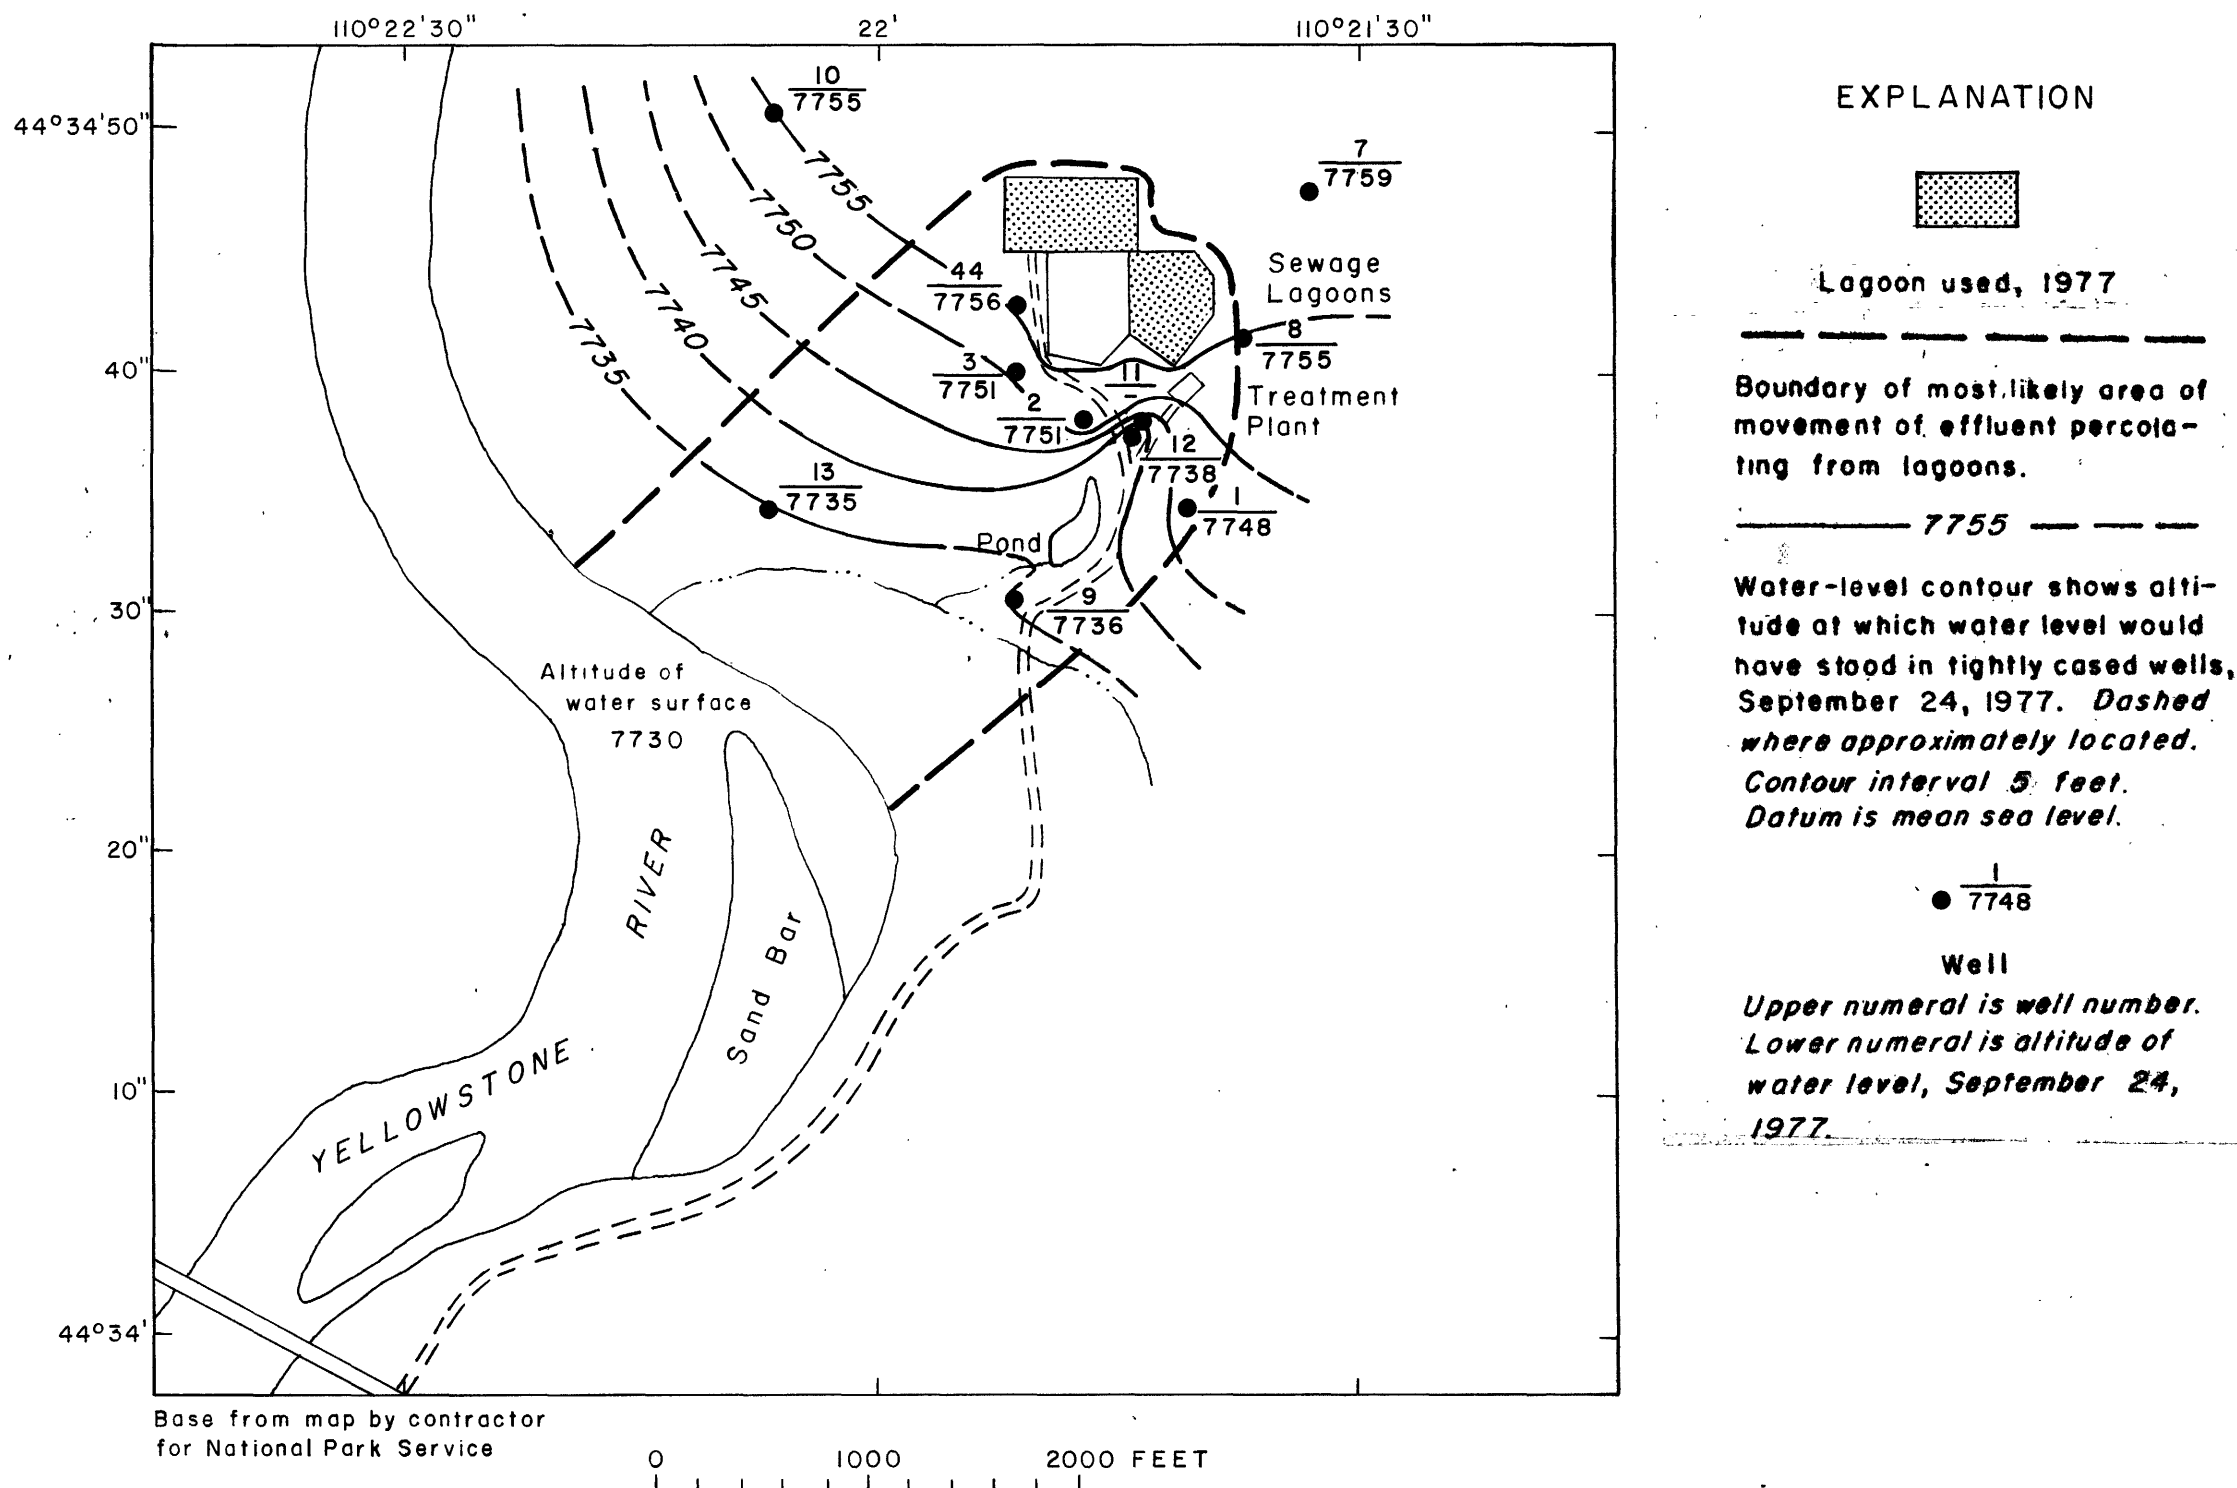 110°22'30"
22'
110°21'30"
44°34'50"
40"
30"
20"
10"
44°34'
10
7755
7
7759
7755
7750
7745
7740
7735
44
7756
Sewage
Lagoons
8
7755
3
7751
2
7751
11
-
Treatment
Plant
12
7738
13
7735
1
7748
Pond
9
7736
Altitude of
water surface
7730
RIVER
Sand Bar
YELLOWSTONE
Base from map by contractor
for National Park Service
0 1000 2000 FEET
EXPLANATION
Lagoon used, 1977
Boundary of most likely area of
movement of effluent percola-
ting from lagoons.
7755
Water-level contour shows alti-
tude at which water level would
have stood in tightly cased wells,
September 24, 1977. Dashed
where approximately located.
Contour interval 5 feet.
Datum is mean sea level.
1
7748
Well
Upper numeral is well number.
Lower numeral is altitude of
water level, September 24,
1977.